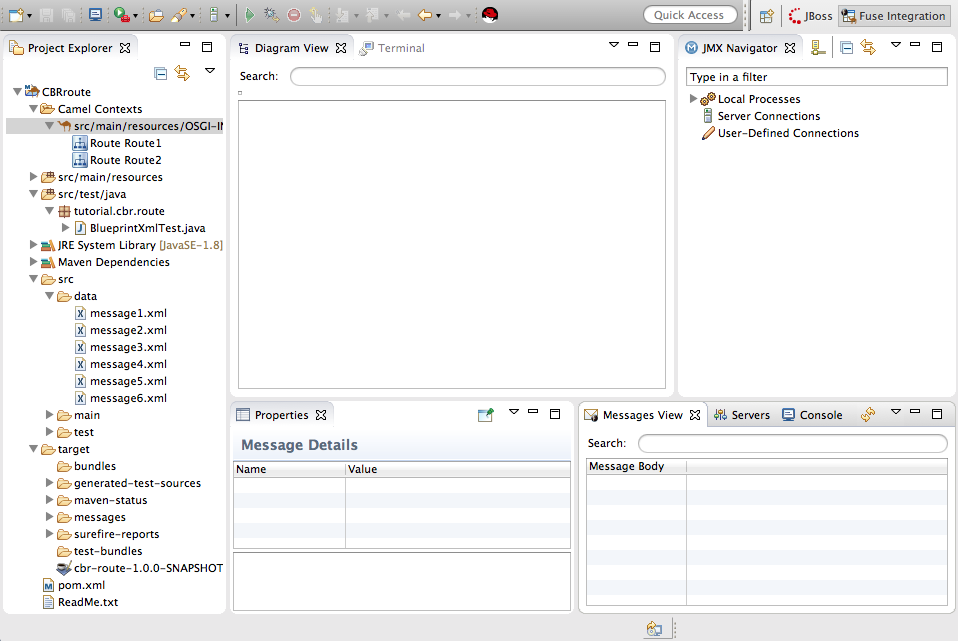 Quick Access
JBoss
Fuse Integration
Project Explorer
CBRroute
Camel Contexts
src/main/resources/OSGI-IN
Route Route1
Route Route2
src/main/resources
src/test/java
tutorial.cbr.route
BlueprintXmlTest.java
JRE System Library [JavaSE-1.8]
Maven Dependencies
src
data
message1.xml
message2.xml
message3.xml
message4.xml
message5.xml
message6.xml
main
test
target
bundles
generated-test-sources
maven-status
messages
surefire-reports
test-bundles
cbr-route-1.0.0-SNAPSHOT
pom.xml
ReadMe.txt
Diagram View
Terminal
Search:
JMX Navigator
Type in a filter
Local Processes
Server Connections
User-Defined Connections
Properties
Message Details
Name Value
Messages View
Servers
Console
Search:
Message Body